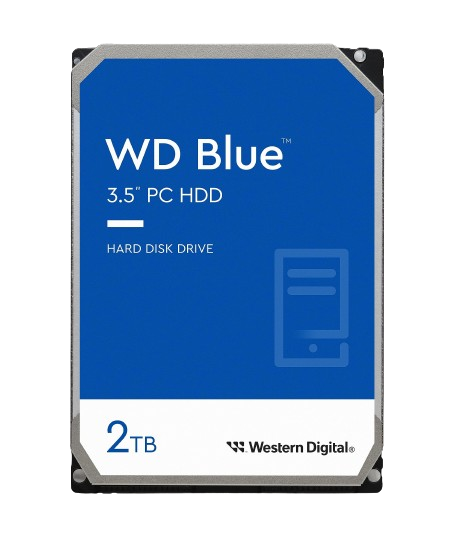 WD Blue™
3.5" PC HDD
HARD DISK DRIVE
2TB
Western Digital®